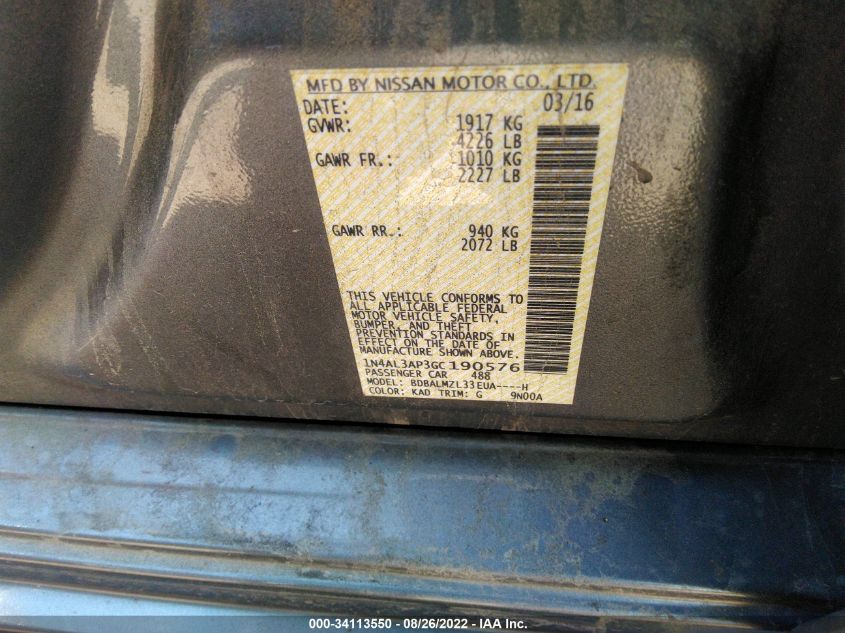 MFD BY NISSAN MOTOR CO., LTD.
DATE: 03/16
GVWR: 1917 KG
4226 LB
GAWR FR.: 1010 KG
2227 LB
GAWR RR.: 940 KG
2072 LB
THIS VEHICLE CONFORMS TO
ALL APPLICABLE FEDERAL
MOTOR VEHICLE SAFETY,
BUMPER, AND THEFT
PREVENTION STANDARDS IN
EFFECT ON THE DATE OF
MANUFACTURE SHOWN ABOVE.
1N4AL3AP3GC190576
PASSENGER CAR 488
MODEL: BDBALMZL33EUA----H
COLOR: KAD TRIM: G 9N00A
000-34113550 - 08/26/2022 - IAA Inc.